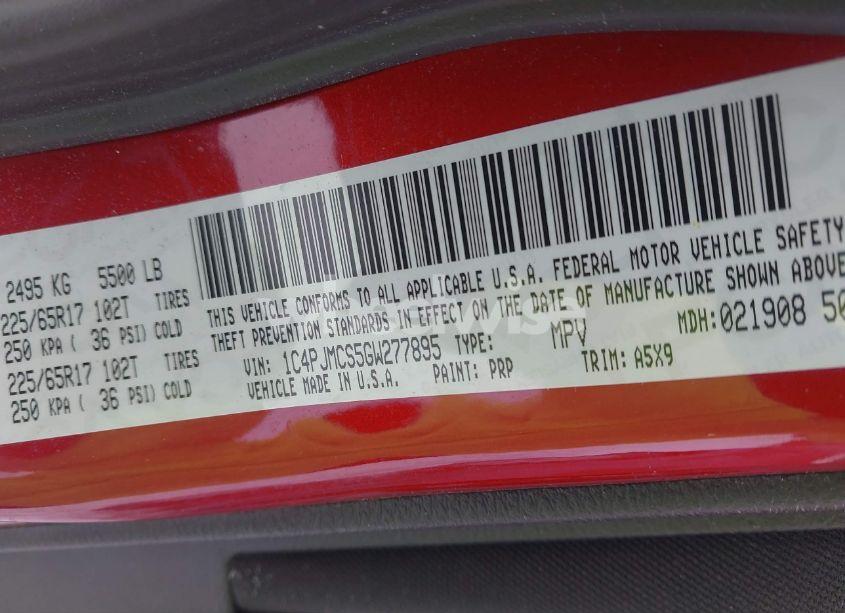 2495 KG 5500 LB
225/65R17 102T TIRES
250 KPA ( 36 PSI) COLD
225/65R17 102T TIRES
250 KPA ( 36 PSI) COLD
THIS VEHICLE CONFORMS TO ALL APPLICABLE U.S.A. FEDERAL MOTOR VEHICLE SAFETY
THEFT PREVENTION STANDARDS IN EFFECT ON THE DATE OF MANUFACTURE SHOWN ABOVE
VIN: 1C4PJMCS5GW277895 TYPE: MPV MDH:021908 50
VEHICLE MADE IN U.S.A. PAINT: PRP TRIM: A5X9